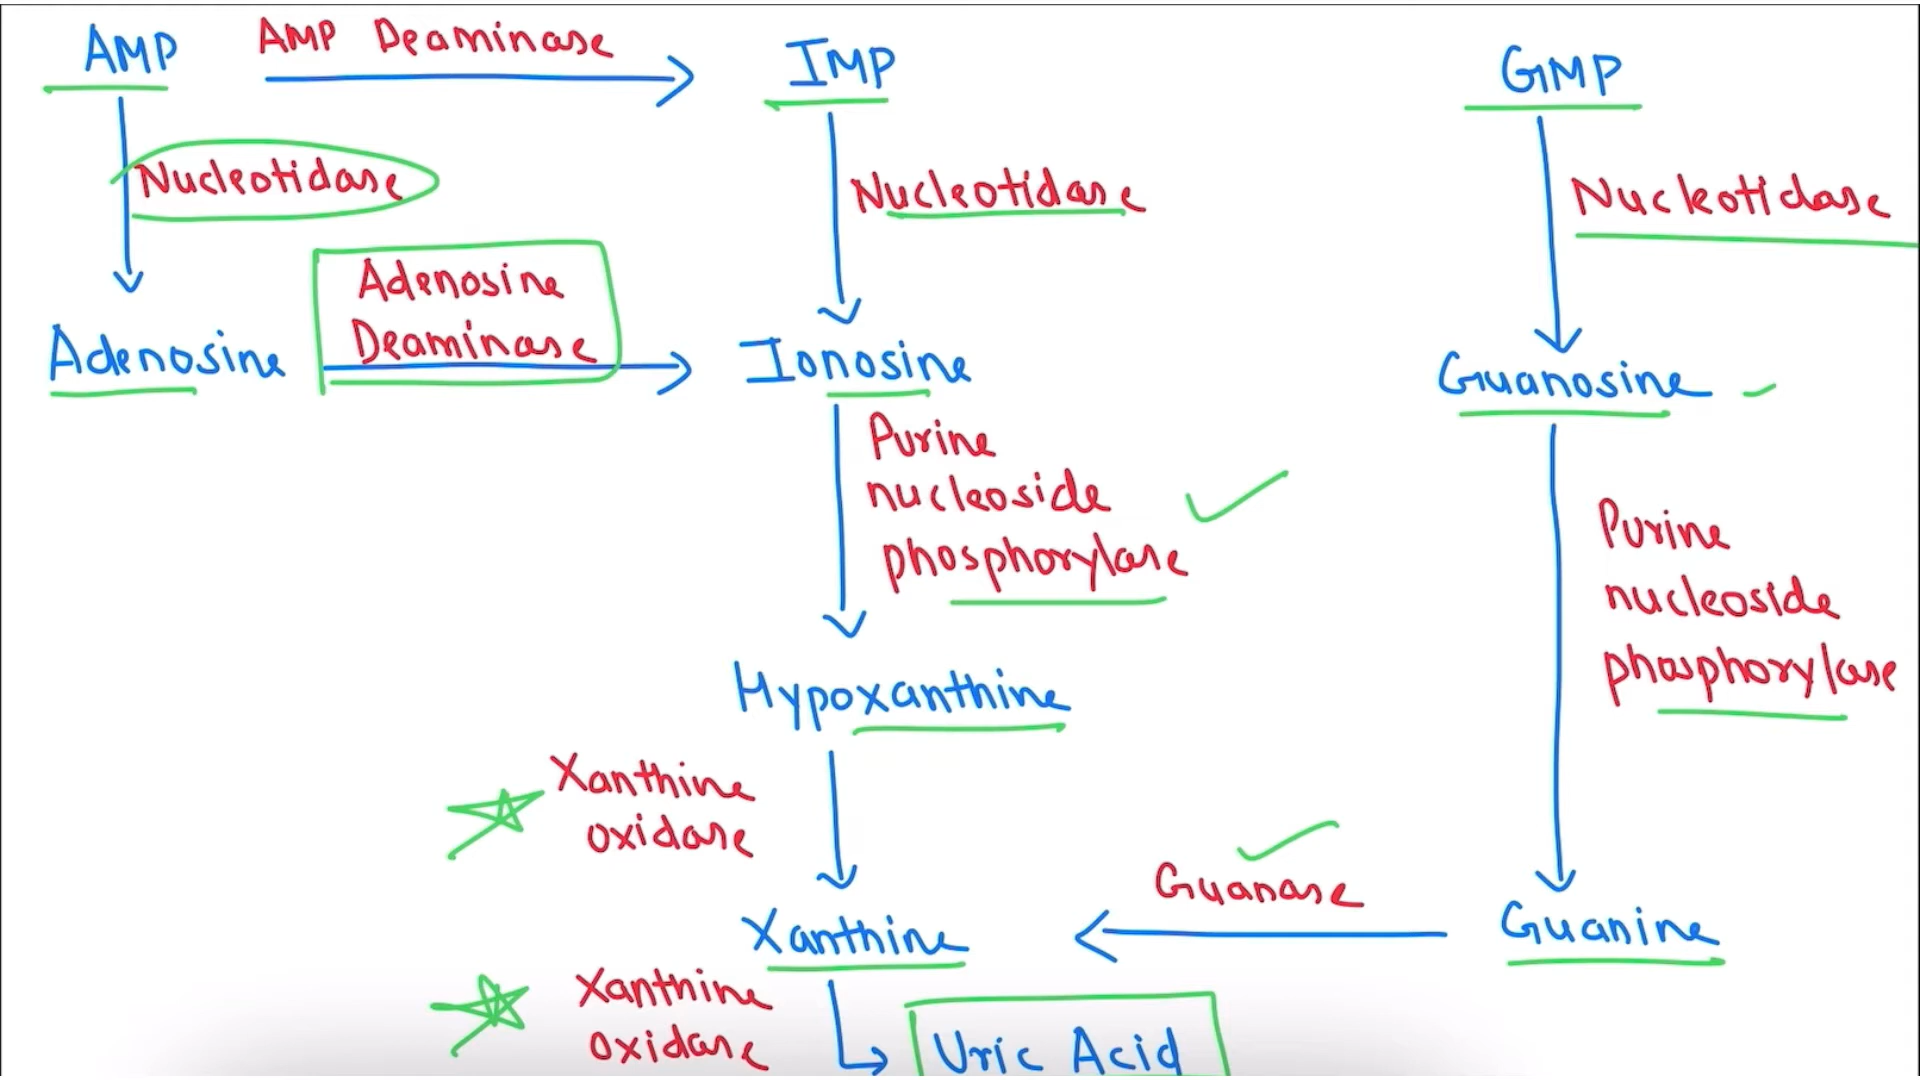 AMP AMP Deaminase IMP GMP
Nucleotidase Nucleotidase Nucleotidase
Adenosine
Deaminase
Adenosine Ionosine Guanosine
Purine
nucleoside
phosphorylase
Purine
nucleoside
phosphorylase
Hypoxanthine
Xanthine
oxidase
Guanase
Xanthine Guanine
Xanthine
oxidase
Uric Acid